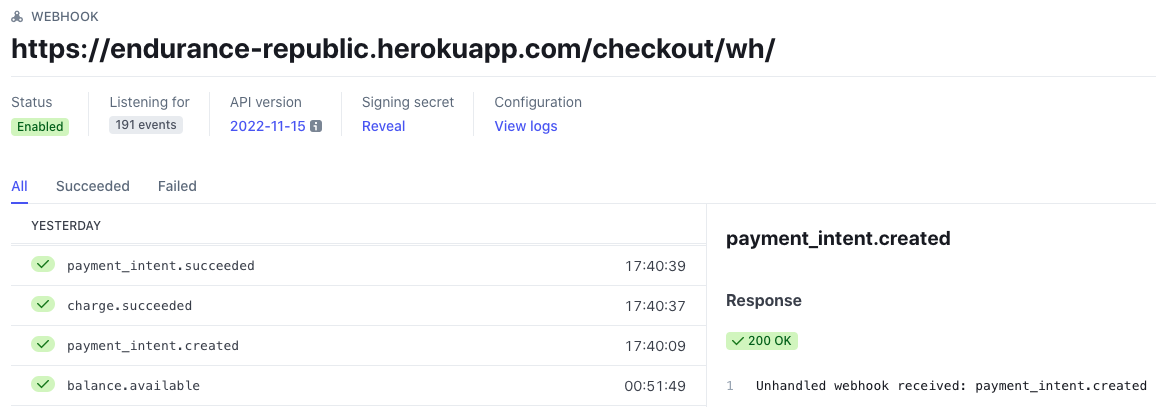 WEBHOOK
https://endurance-republic.herokuapp.com/checkout/wh/
Status Listening for API version Signing secret Configuration
Enabled 191 events 2022-11-15 Reveal View logs
All Succeeded Failed
YESTERDAY
payment_intent.succeeded 17:40:39
charge.succeeded 17:40:37
payment_intent.created 17:40:09
balance.available 00:51:49
payment_intent.created
Response
200 OK
1 Unhandled webhook received: payment_intent.created